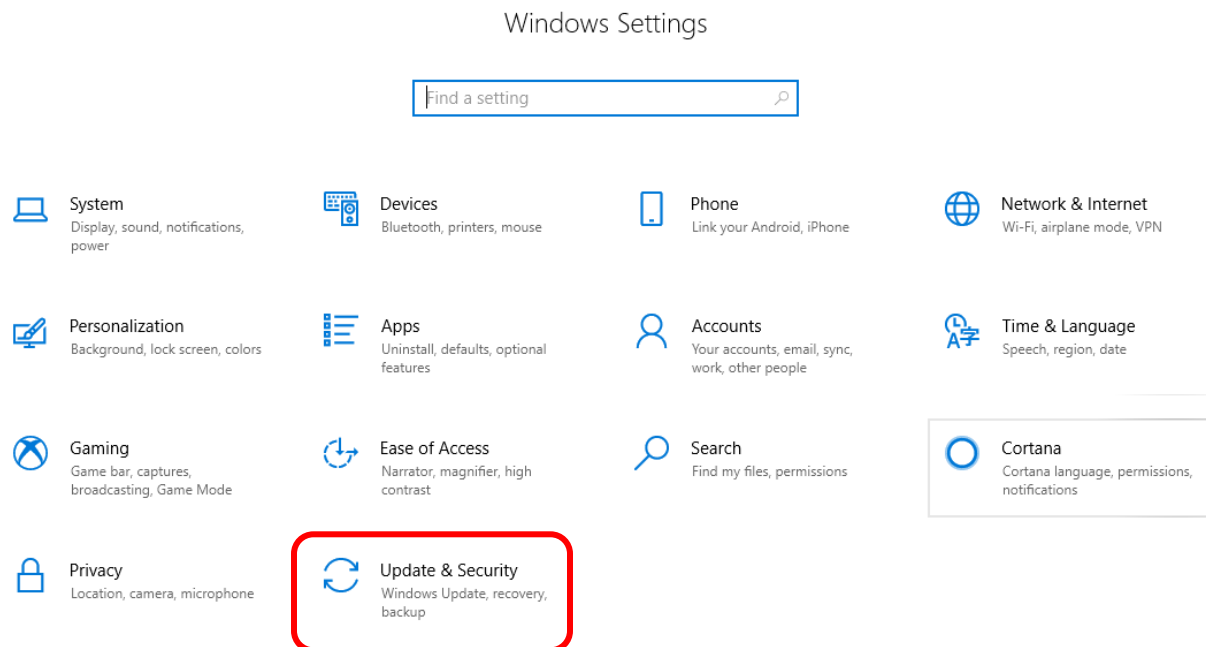 Windows Settings
Find a setting
System
Display, sound, notifications,
power
Devices
Bluetooth, printers, mouse
Phone
Link your Android, iPhone
Network & Internet
Wi-Fi, airplane mode, VPN
Personalization
Background, lock screen, colors
Apps
Uninstall, defaults, optional
features
Accounts
Your accounts, email, sync,
work, other people
Time & Language
Speech, region, date
Gaming
Game bar, captures,
broadcasting, Game Mode
Ease of Access
Narrator, magnifier, high
contrast
Search
Find my files, permissions
Cortana
Cortana language, permissions,
notifications
Privacy
Location, camera, microphone
Update & Security
Windows Update, recovery,
backup